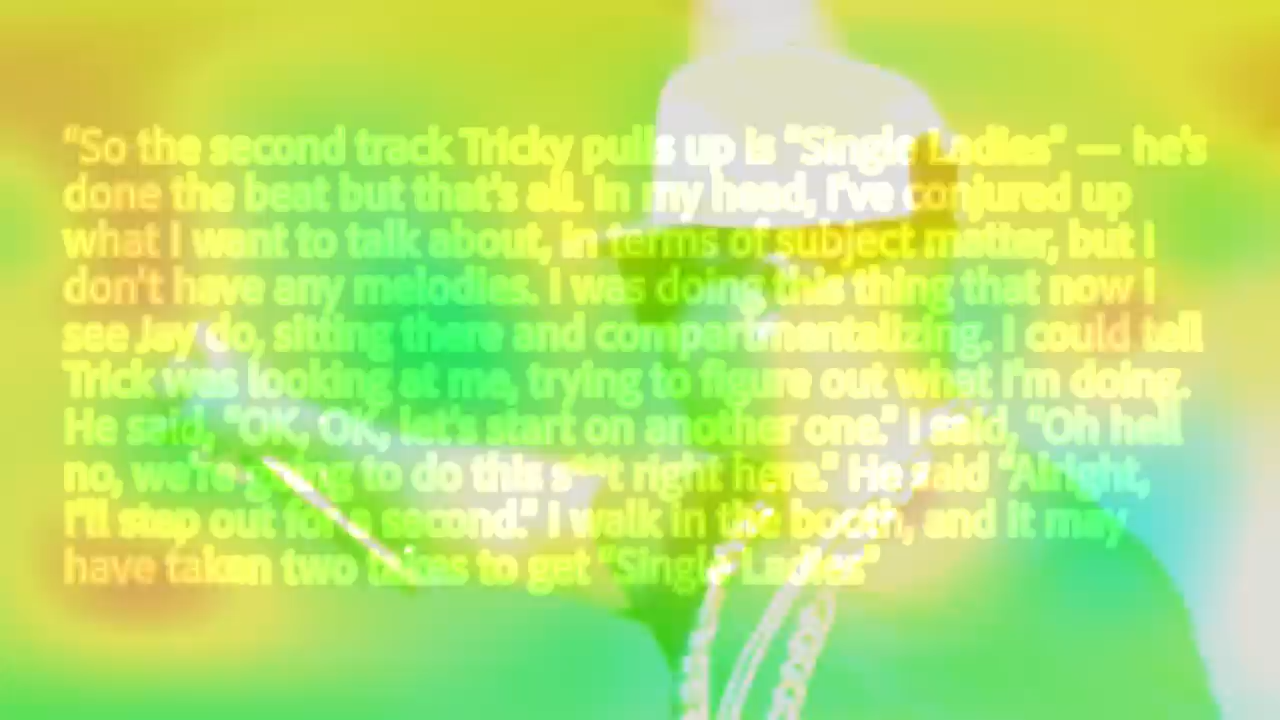 “So the second track Tricky pulls up is “Single Ladies” — he's
done the beat but that's all. In my head, I've conjured up
what I want to talk about, in terms of subject matter, but I
don't have any melodies. I was doing this thing that now I
see Jay do, sitting there and compartmentalizing. I could tell
Trick was looking at me, trying to figure out what I'm doing.
He said, “OK, OK, let's start on another one.” I said, “Oh hell
no, we're going to do this s**t right here.” He said “Alright,
I'll step out for a second.” I walk in the booth, and it may
have taken two takes to get “Single Ladies”